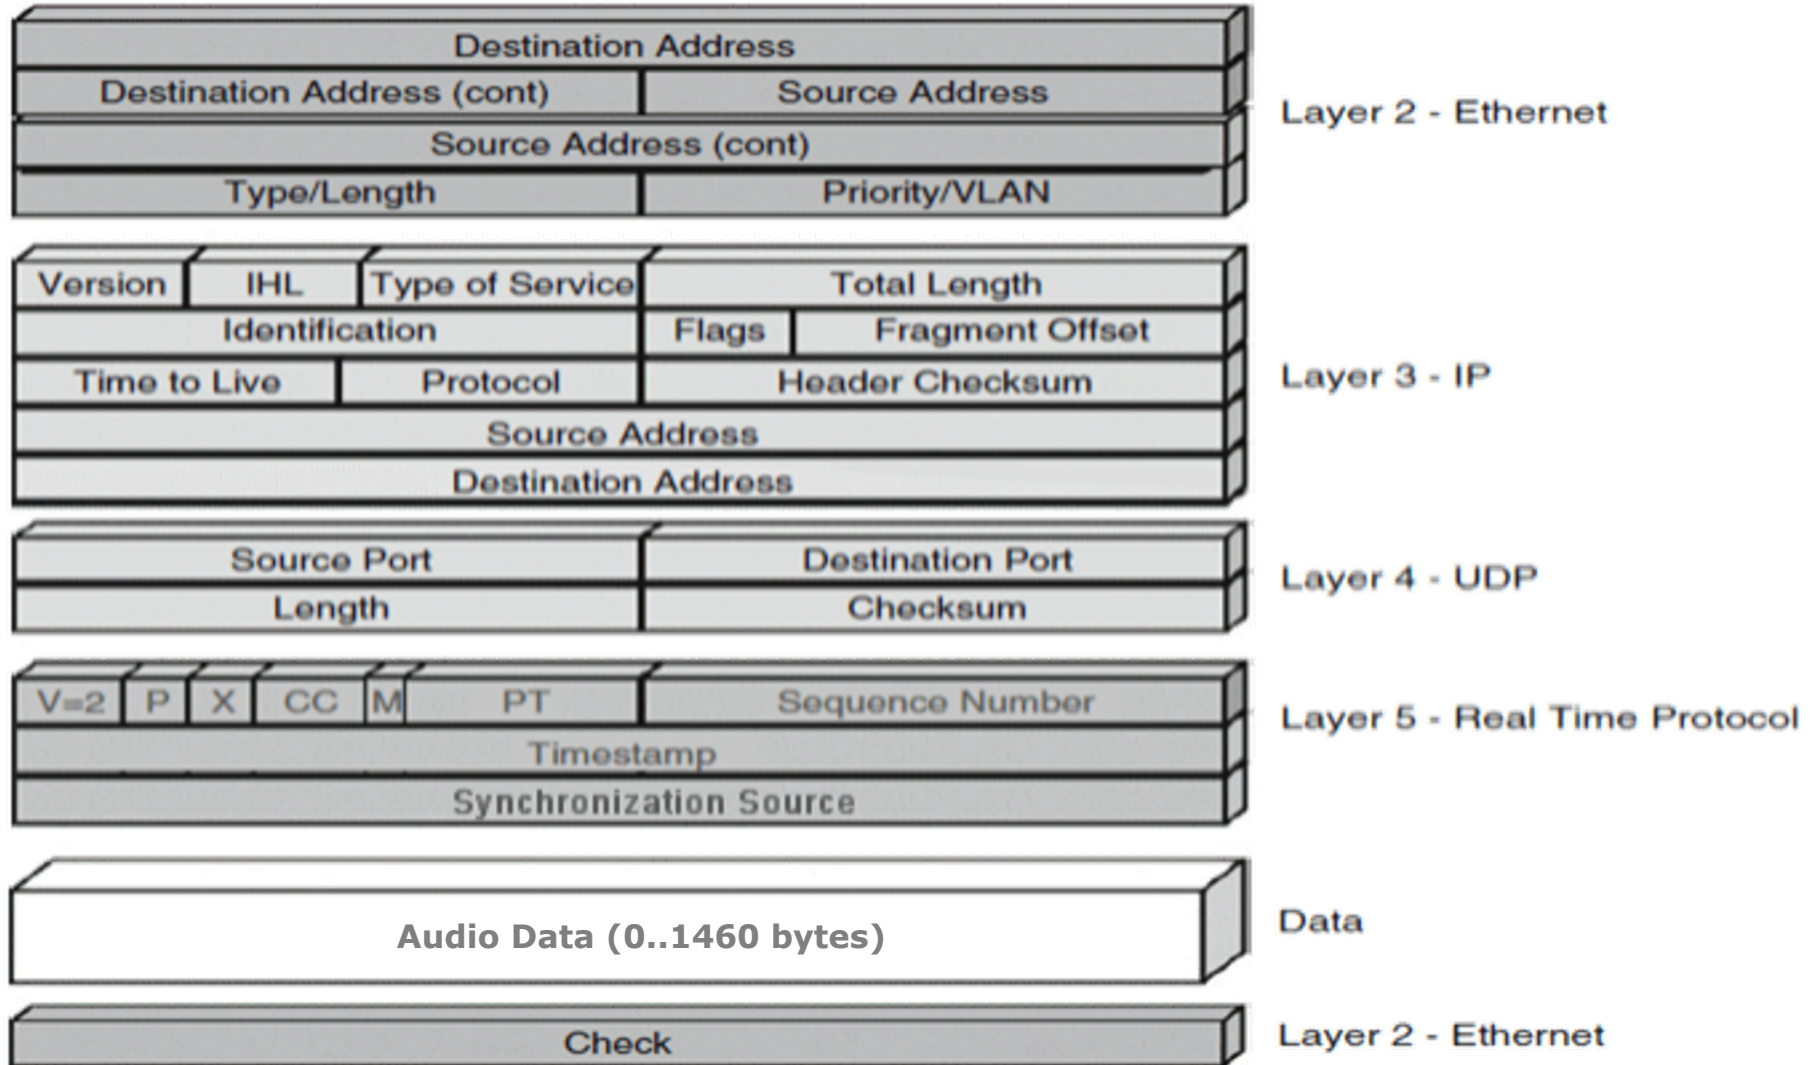 Destination Address
Destination Address (cont) Source Address
Layer 2 - Ethernet
Source Address (cont)
Type/Length Priority/VLAN
Version IHL Type of Service Total Length
Identification Flags Fragment Offset
Time to Live Protocol Header Checksum
Layer 3 - IP
Source Address
Destination Address
Source Port Destination Port
Layer 4 - UDP
Length Checksum
V=2 P X CC M PT Sequence Number
Layer 5 - Real Time Protocol
Timestamp
Synchronization Source
Audio Data (0..1460 bytes)
Data
Check
Layer 2 - Ethernet